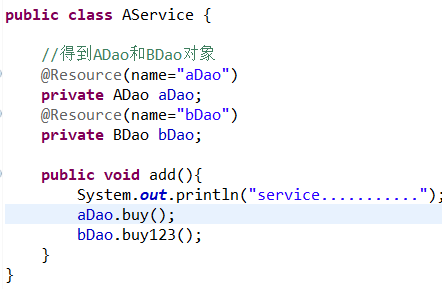 public class AService {
//得到ADao和BDao对象
@Resource(name="aDao")
private ADao aDao;
@Resource(name="bDao")
private BDao bDao;
public void add(){
System.out.println("service...........");
aDao.buy();
bDao.buy123();
}
}